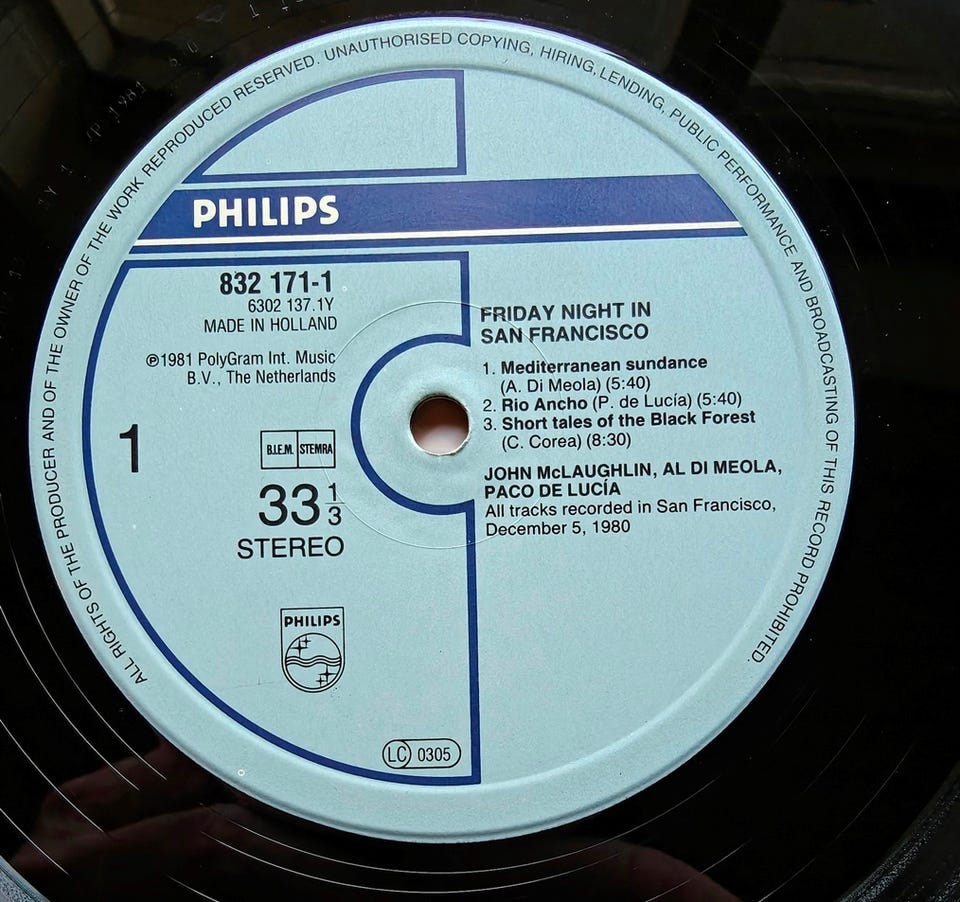 ALL RIGHTS OF THE PRODUCER AND OF THE OWNER OF THE WORK REPRODUCED RESERVED. UNAUTHORISED COPYING, HIRING, LENDING, PUBLIC PERFORMANCE AND BROADCASTING OF THIS RECORD PROHIBITED.
PHILIPS
832 171-1
6302 137.1Y
MADE IN HOLLAND
℗1981 PolyGram Int. Music
B.V., The Netherlands
1
B.I.E.M. STEMRA
33 1/3
STEREO
PHILIPS
LC 0305
FRIDAY NIGHT IN
SAN FRANCISCO
1. Mediterranean sundance
(A. Di Meola) (5:40)
2. Rio Ancho (P. de Lucía) (5:40)
3. Short tales of the Black Forest
(C. Corea) (8:30)
JOHN McLAUGHLIN, AL DI MEOLA,
PACO DE LUCÍA
All tracks recorded in San Francisco,
December 5, 1980
℗ 1981